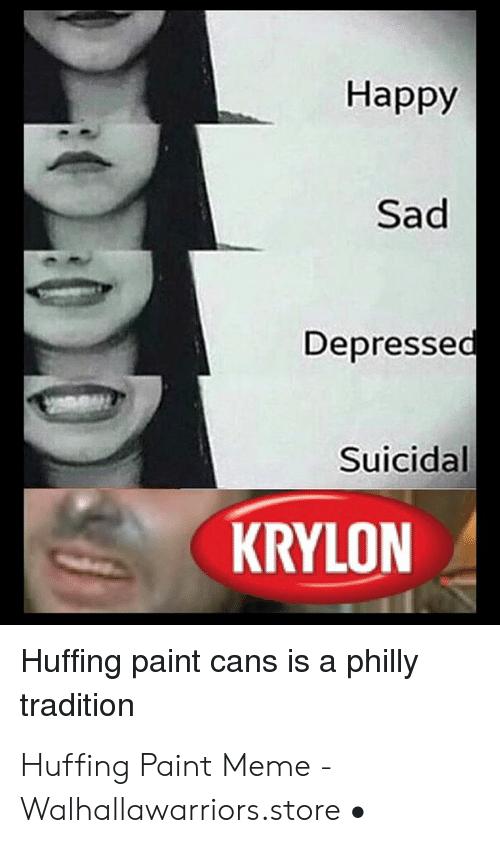 Happy
Sad
Depressed
Suicidal
KRYLON
Huffing paint cans is a philly
tradition
Huffing Paint Meme -
Walhallawarriors.store •